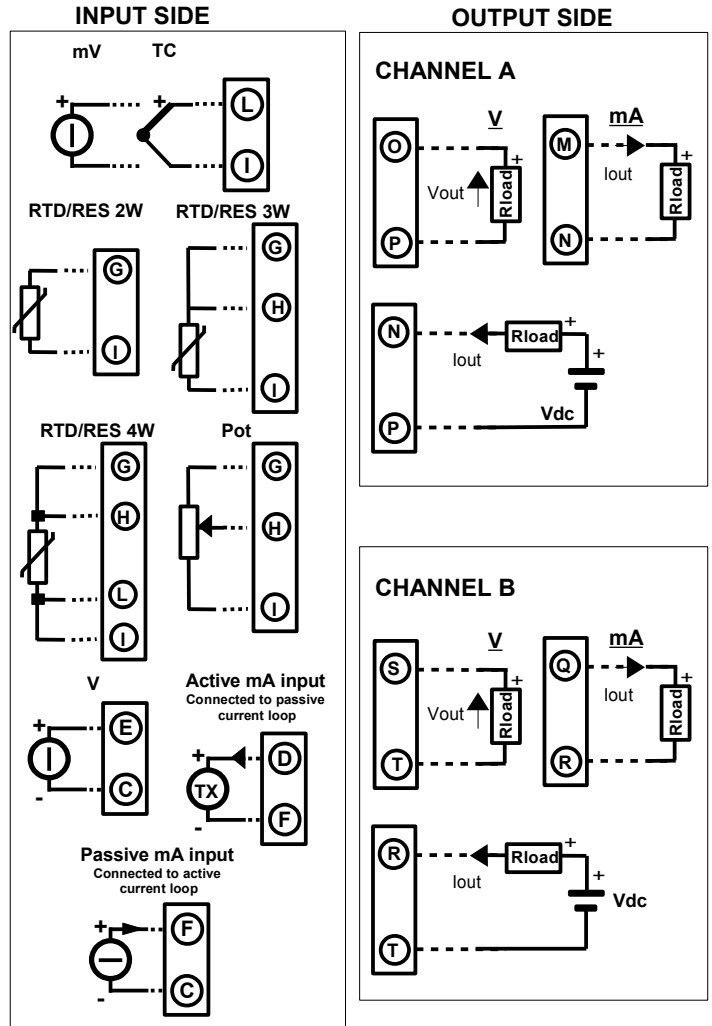 INPUT SIDE
mV TC
+ +
L
I
RTD/RES 2W RTD/RES 3W
G
I
G
H
I
RTD/RES 4W Pot
G
H
L
I
G
H
I
V
+
E
-
C
Active mA input
Connected to passive
current loop
+
D
TX
-
F
Passive mA input
Connected to active
current loop
+
F
-
C
OUTPUT SIDE
CHANNEL A
V
O
+
Vout
Rload
P
mA
M
Iout
+
Rload
N
N
Iout
Rload
+
+
Vdc
P
CHANNEL B
V
S
+
Vout
Rload
T
mA
Q
Iout
+
Rload
R
R
Iout
Rload
+
+
Vdc
T